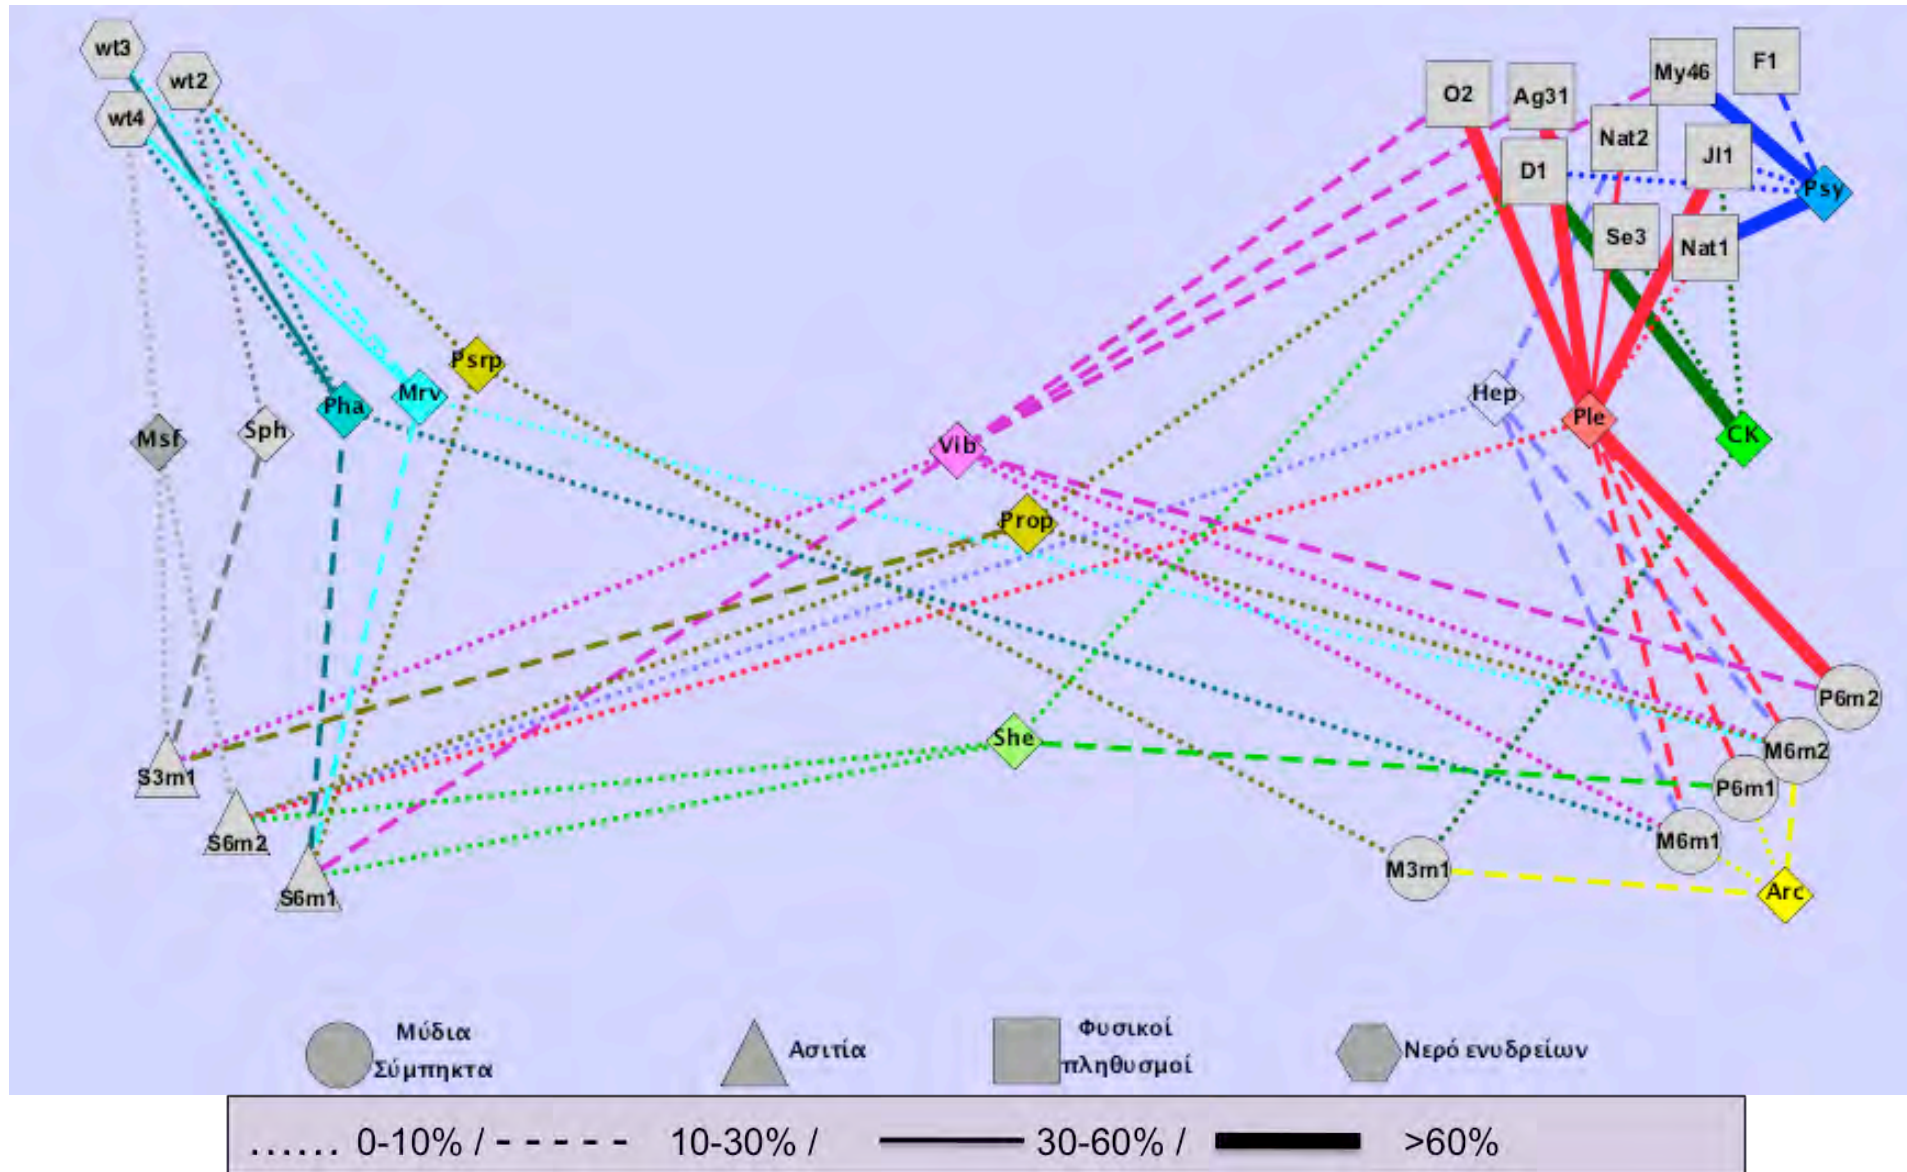 wt3
wt2
wt4
O2
Ag31
My46
F1
Nat2
D1
Jl1
Psy
Se3
Nat1
Psrp
Mrv
Pha
Hep
Ple
Msf
Sph
Vib
CK
Prop
P6m2
She
M6m2
S3m1
P6m1
S6m2
M6m1
M3m1
S6m1
Arc
Μύδια
Σύμπηκτα
Ασιτία
Φυσικοί
πληθυσμοί
Νερό ενυδρείων
...... 0-10% / - - - - - - 10-30% / 30-60% / >60%